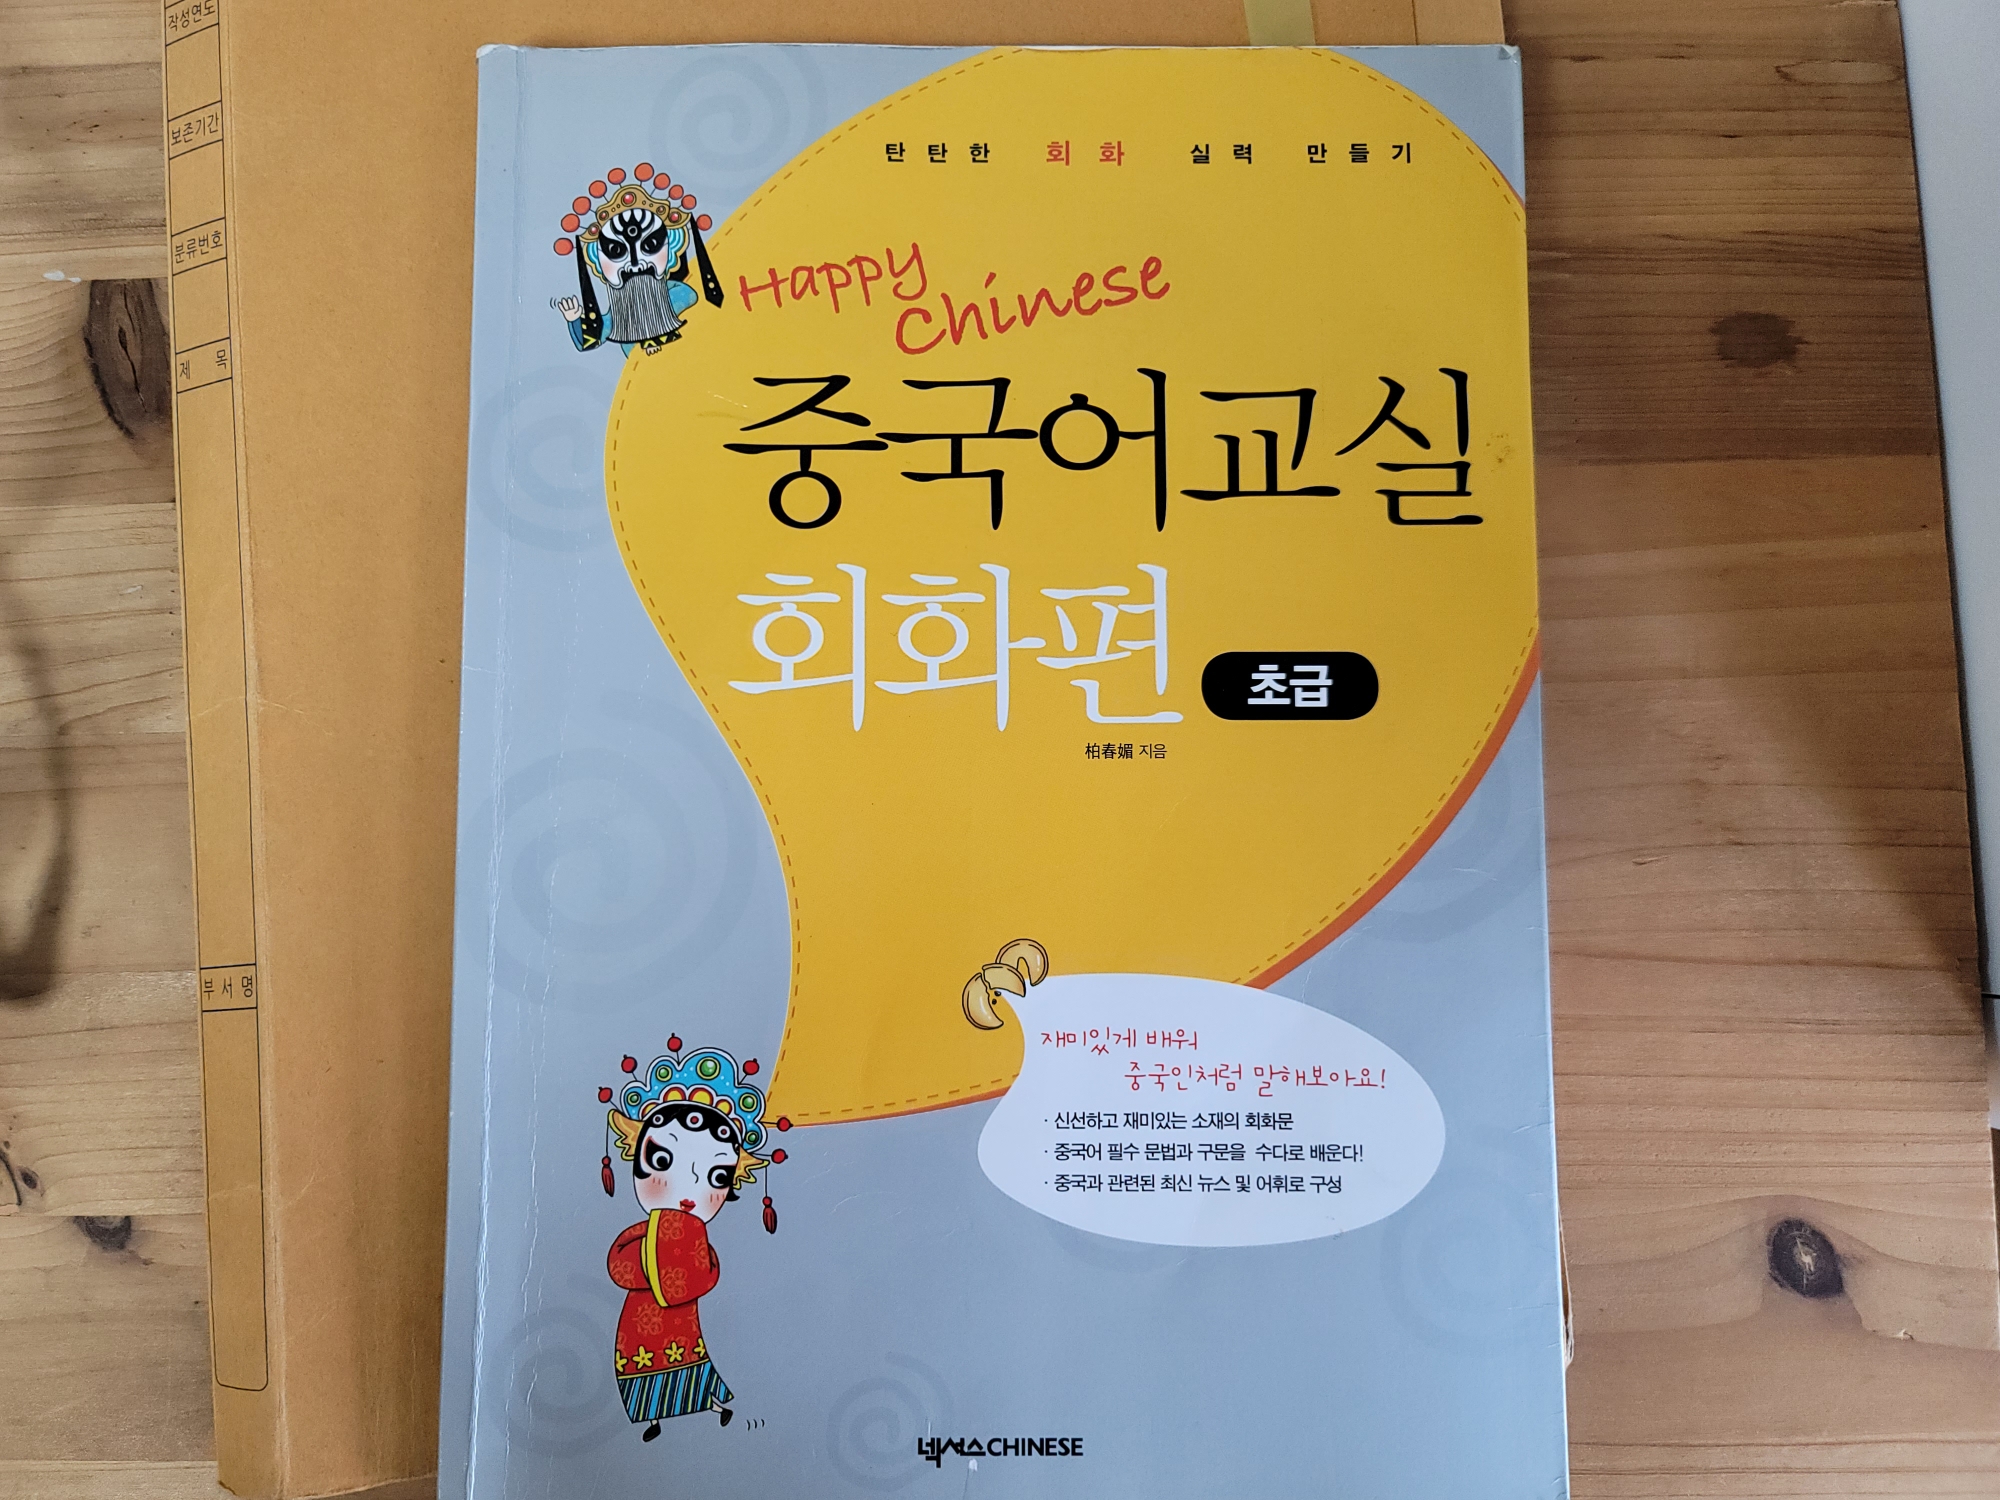 작성연도
보존기간
분류번호
제 목
부 서 명
탄탄한 회화 실력 만들기
Happy
Chinese
중국어교실
회화편 초급
柏春媚 지음
재미있게 배워
중국인처럼 말해보아요!
· 신선하고 재미있는 소재의 회화문
· 중국어 필수 문법과 구문을 수다로 배운다!
· 중국과 관련된 최신 뉴스 및 어휘로 구성
넥서스CHINESE